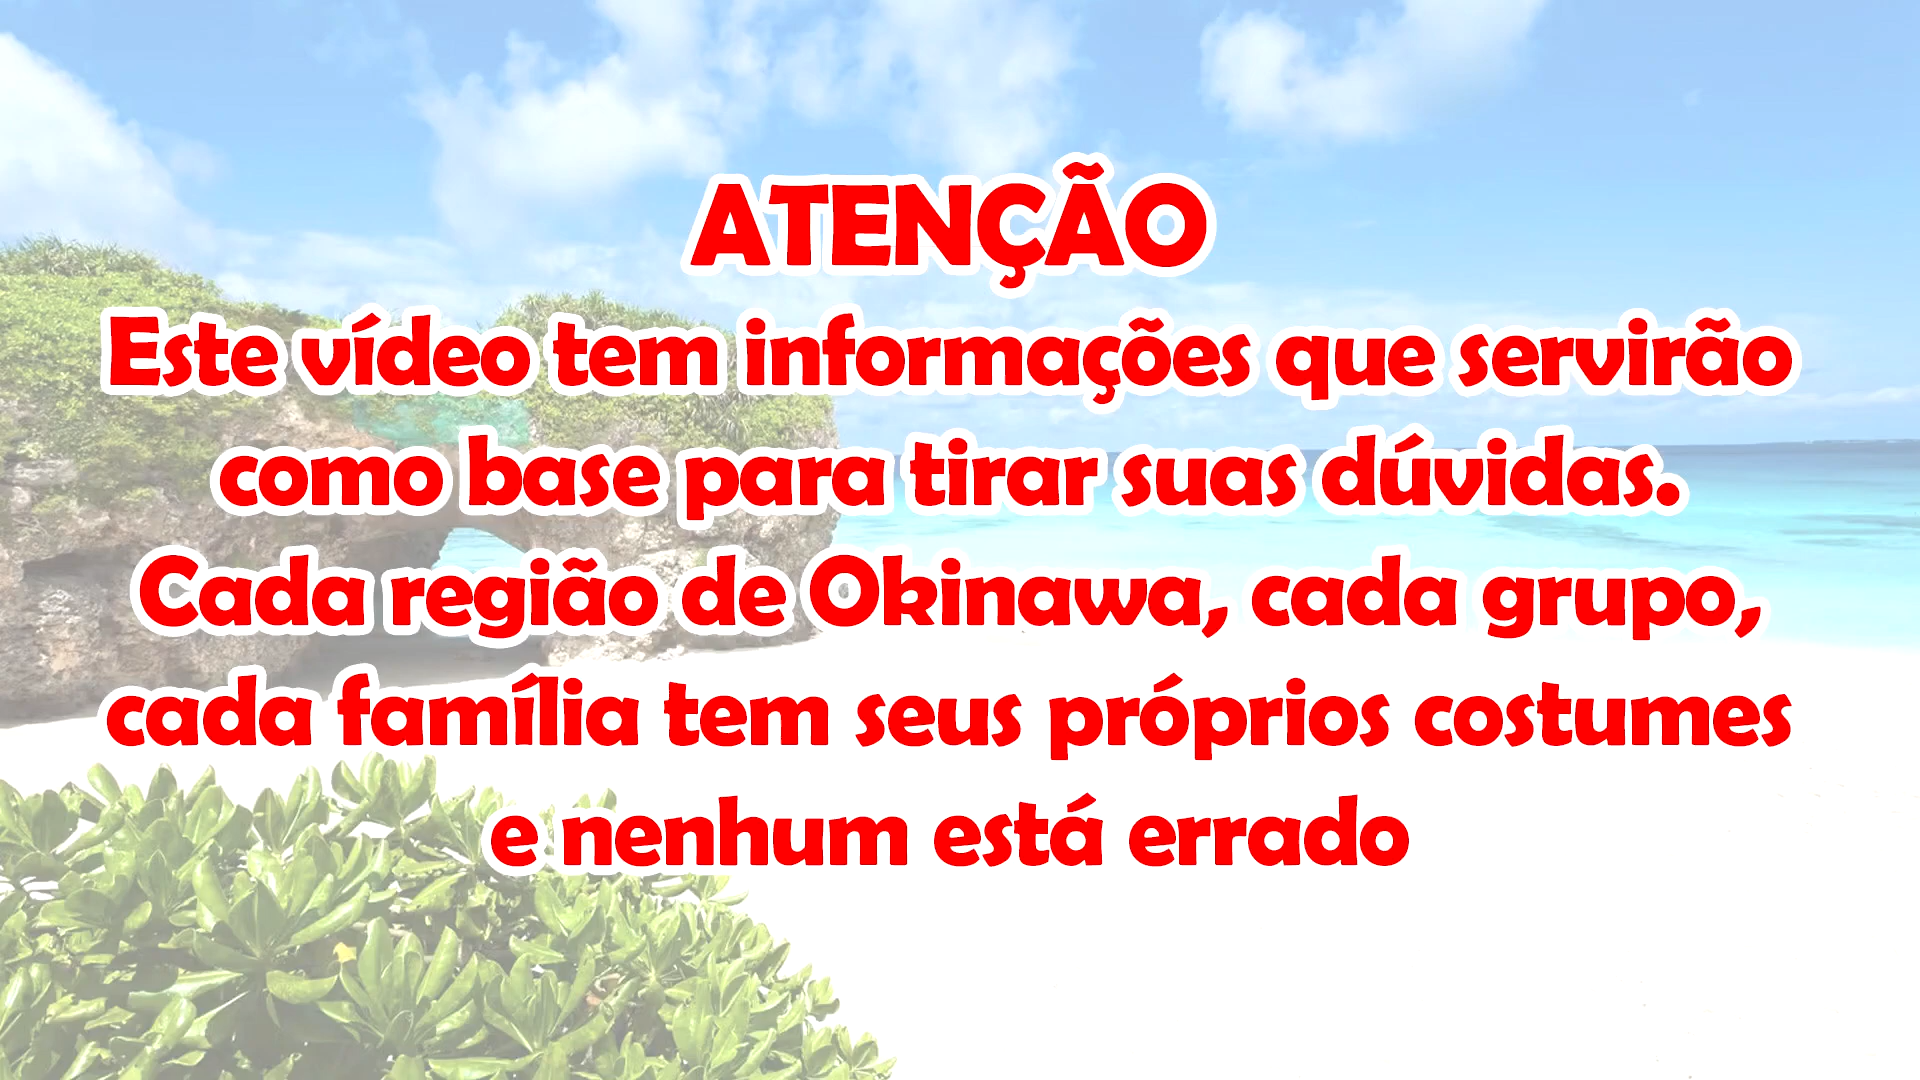 ATENÇÃO
Este vídeo tem informações que servirão
como base para tirar suas dúvidas.
Cada região de Okinawa, cada grupo,
cada família tem seus próprios costumes
e nenhum está errado